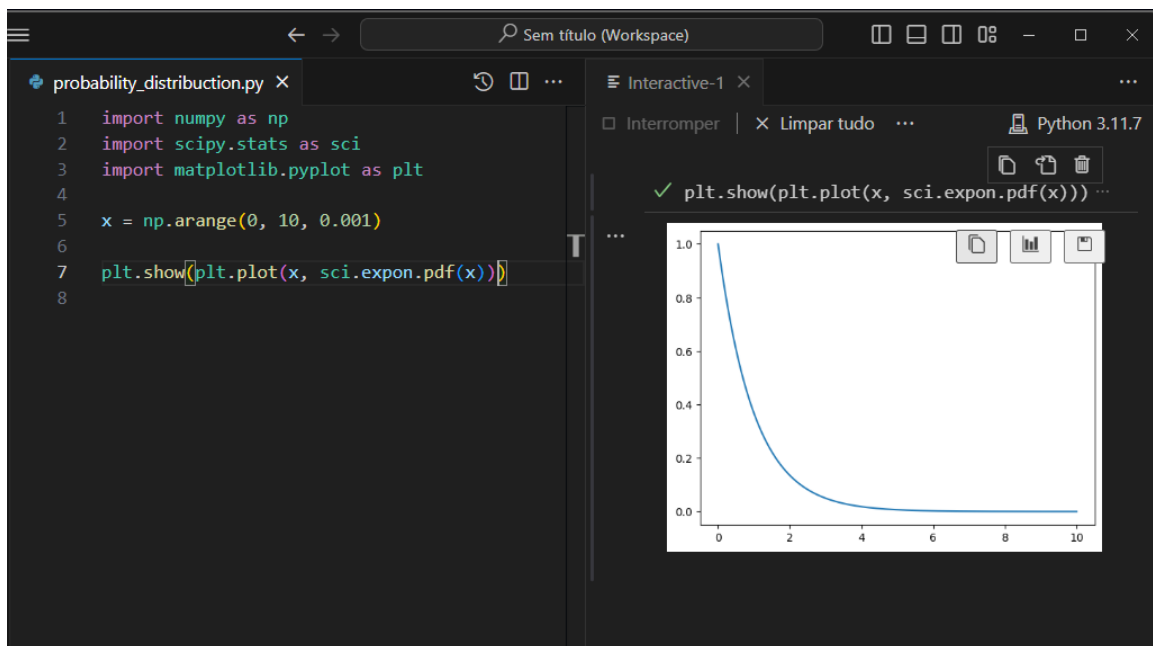 Sem título (Workspace)
probability_distribuction.py
1 import numpy as np
2 import scipy.stats as sci
3 import matplotlib.pyplot as plt
4
5 x = np.arange(0, 10, 0.001)
6
7 plt.show(plt.plot(x, sci.expon.pdf(x)))
8
T
Interactive-1
Interromper | Limpar tudo ... Python 3.11.7
plt.show(plt.plot(x, sci.expon.pdf(x))) ...
1.0
0.8
0.6
0.4
0.2
0.0
0 2 4 6 8 10